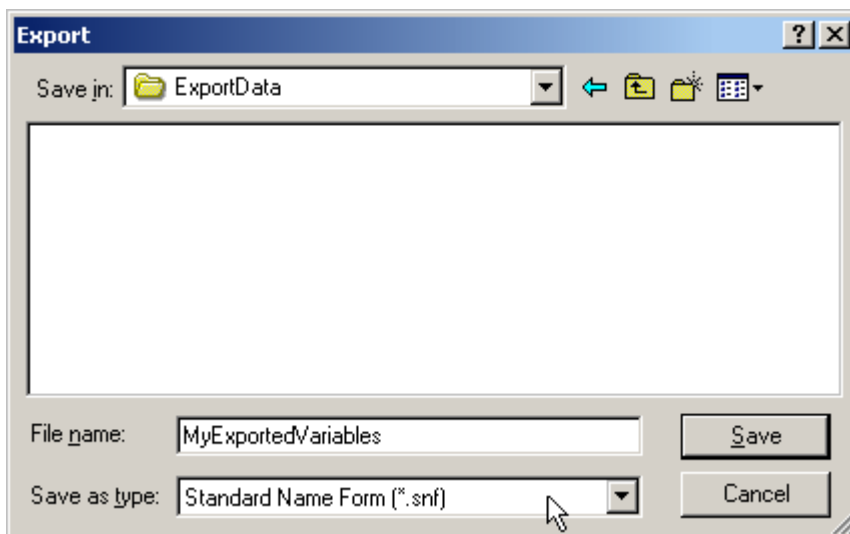 Export
Save in: ExportData
File name: MyExportedVariables Save
Save as type: Standard Name Form (*.snf) Cancel